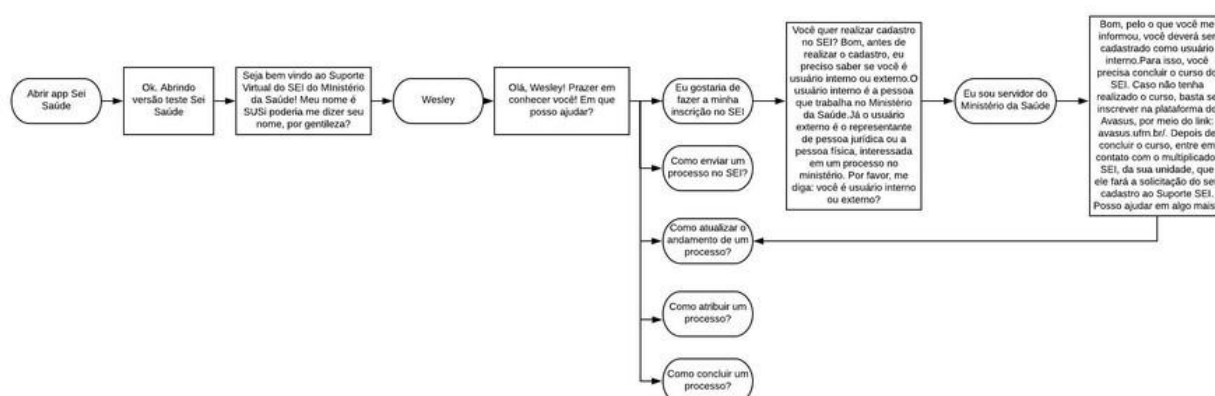 Abrir app Sei
Saúde
Ok. Abrindo
versão teste Sei
Saúde
Seja bem vindo ao Suporte
Virtual do SEI do MInistério
da Saúde! Meu nome é
SUSi poderia me dizer seu
nome, por gentileza?
Wesley
Olá, Wesley! Prazer em
conhecer você! Em que
posso ajudar?
Eu gostaria de
fazer a minha
inscrição no SEI
Como enviar um
processo no SEI?
Como atualizar o
andamento de um
processo?
Como atribuir um
processo?
Como concluir um
processo?
Você quer realizar cadastro
no SEI? Bom, antes de
realizar o cadastro, eu
preciso saber se você é
usuário interno ou externo.O
usuário interno é a pessoa
que trabalha no Ministério
da Saúde.Já o usuário
externo é o representante
de pessoa jurídica ou a
pessoa física, interessada
em um processo no
ministério. Por favor, me
diga: você é usuário interno
ou externo?
Eu sou servidor do
Ministério da Saúde
Bom, pelo o que você me
informou, você deverá ser
cadastrado como usuário
interno.Para isso, você
precisa concluir o curso do
SEI. Caso não tenha
realizado o curso, basta se
inscrever na plataforma do
Avasus, por meio do link:
avasus.ufrn.br/. Depois de
concluir o curso, entre em
contato com o multiplicado
SEI, da sua unidade, que
ele fará a solicitação do seu
cadastro ao Suporte SEI.
Posso ajudar em algo mais